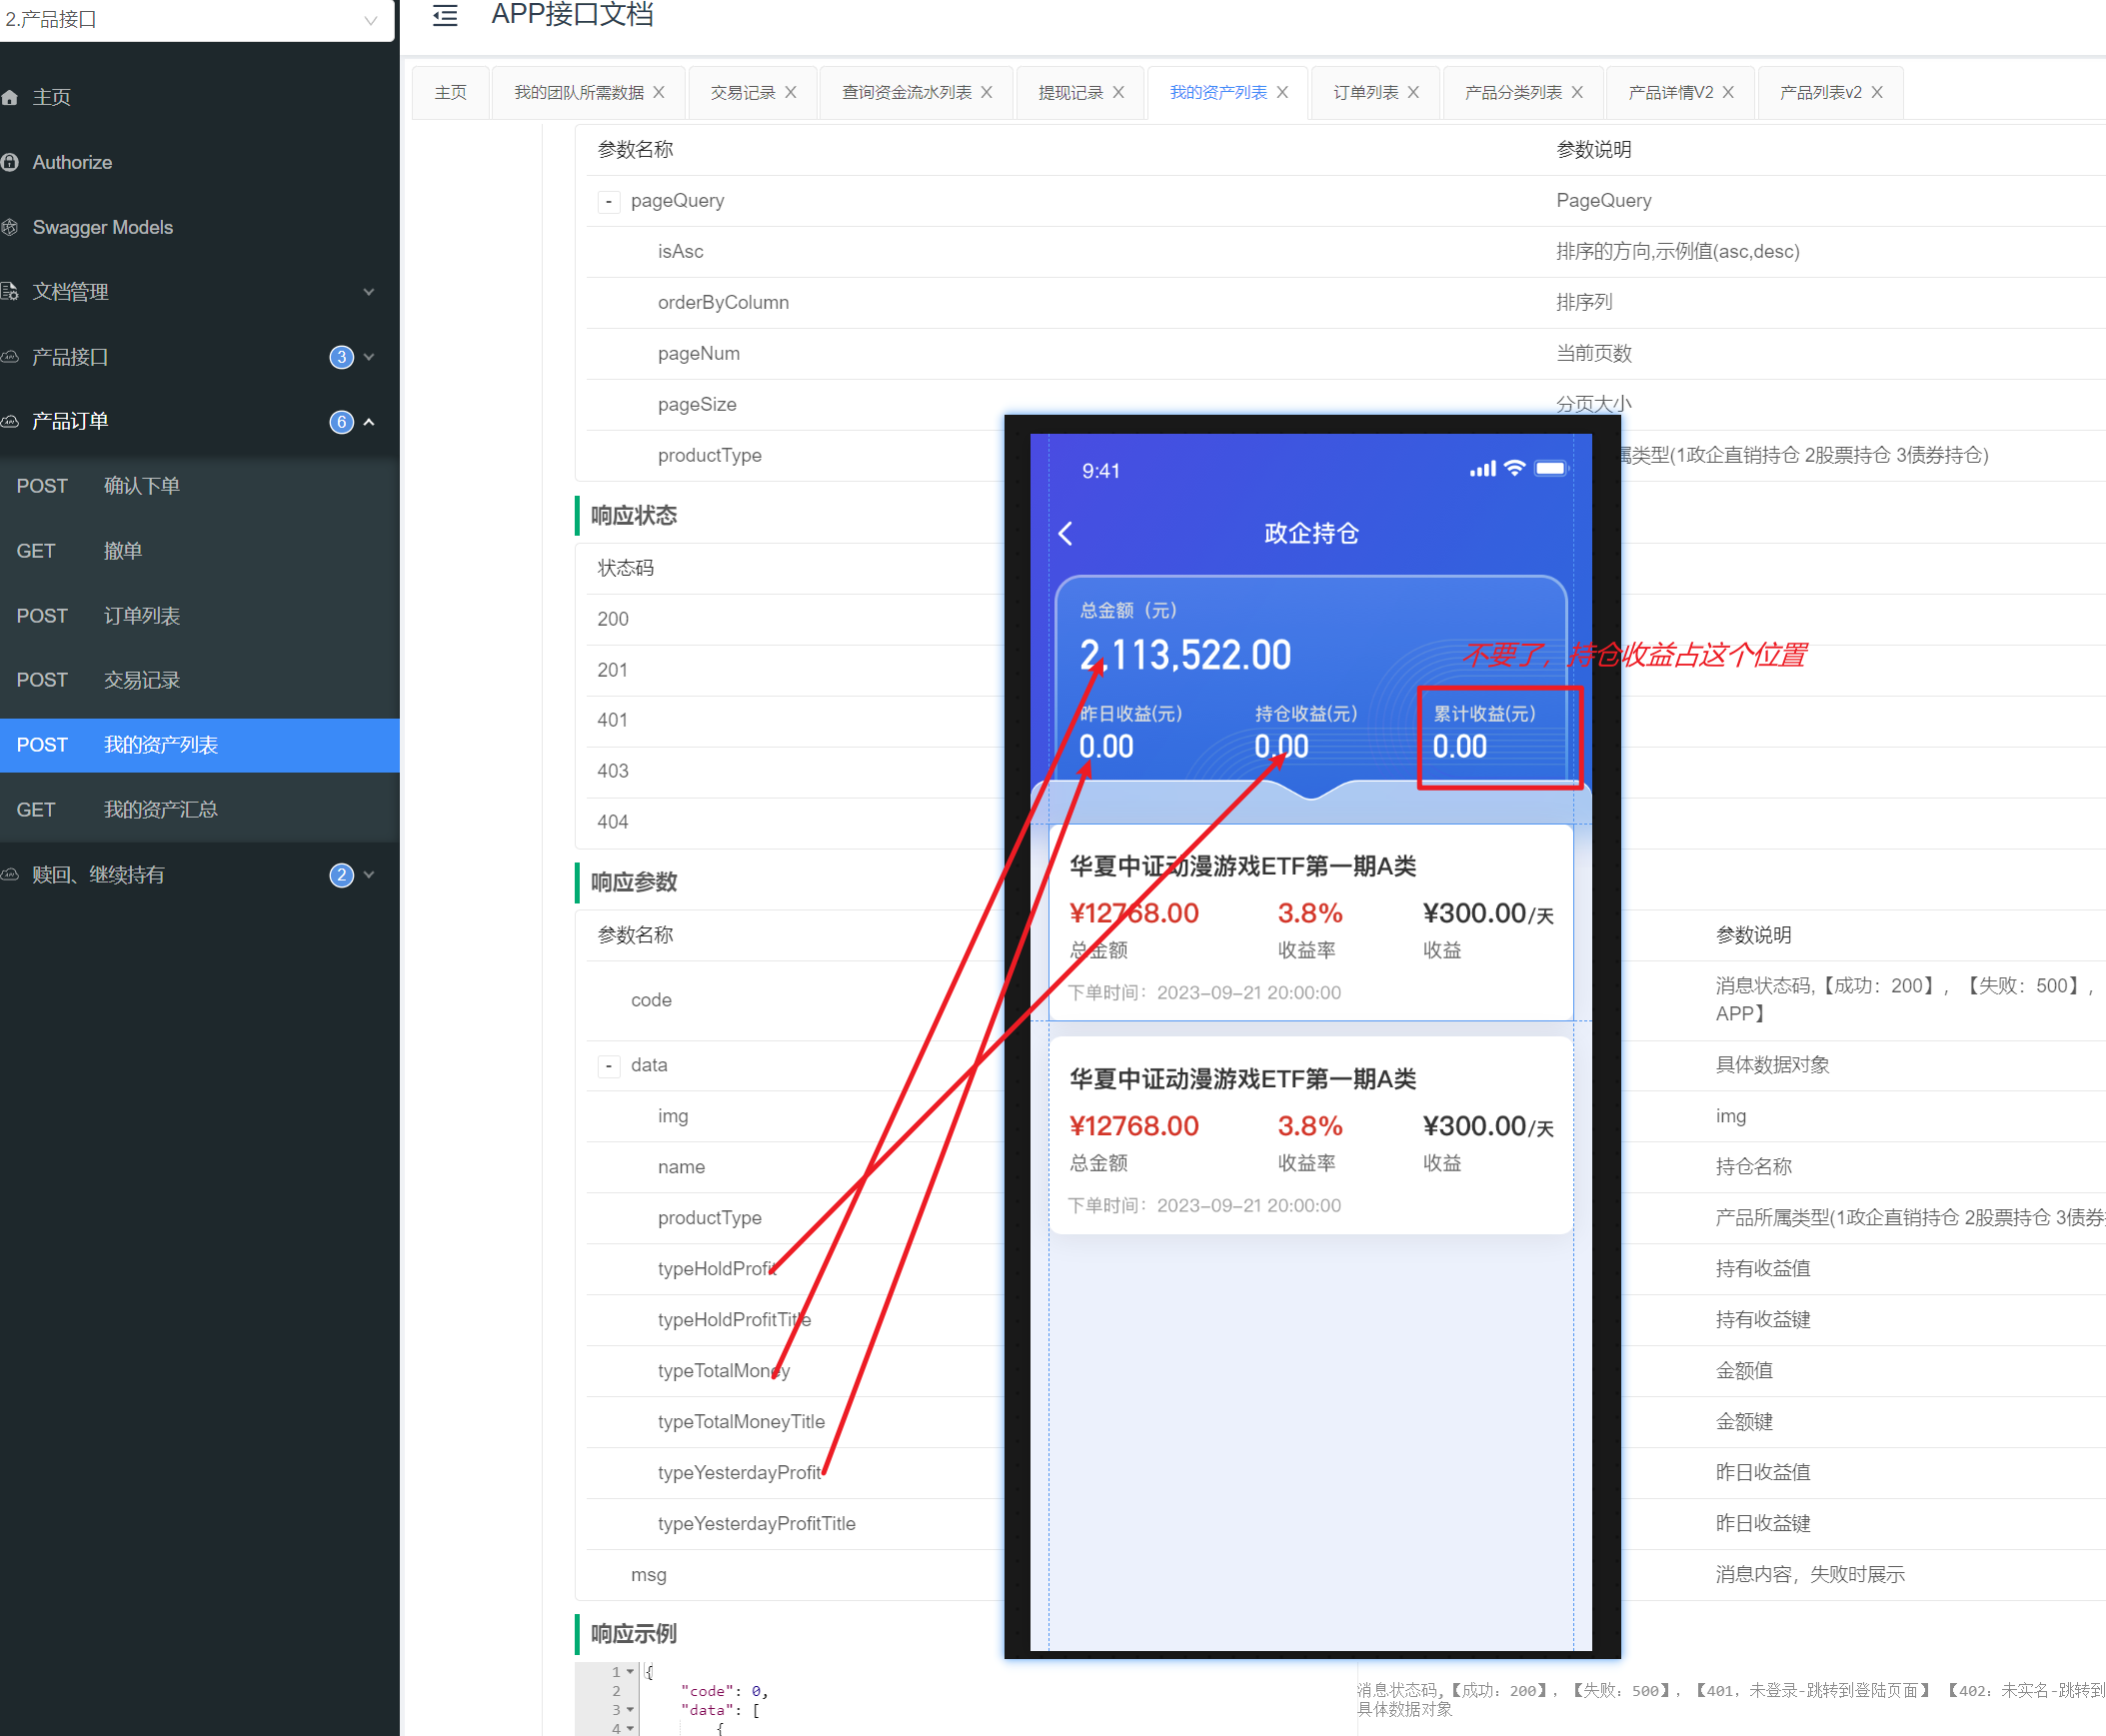 2.产品接口
APP接口文档
主页
我的团队所需数据 X
交易记录 X
查询资金流水列表 X
提现记录 X
我的资产列表 X
订单列表 X
产品分类列表 X
产品详情V2 X
产品列表v2 X
主页
Authorize
Swagger Models
文档管理
产品接口 3
产品订单 6
POST 确认下单
GET 撤单
POST 订单列表
POST 交易记录
POST 我的资产列表
GET 我的资产汇总
赎回、继续持有 2
参数名称 参数说明
- pageQuery PageQuery
isAsc 排序的方向,示例值(asc,desc)
orderByColumn 排序列
pageNum 当前页数
pageSize 分页大小
productType 属类型(1政企直销持仓 2股票持仓 3债券持仓)
响应状态
状态码
200
201
401
403
404
响应参数
参数名称 参数说明
code 消息状态码,【成功：200】，【失败：500】，
APP】
- data 具体数据对象
img img
name 持仓名称
productType 产品所属类型(1政企直销持仓 2股票持仓 3债券
typeHoldProfit 持有收益值
typeHoldProfitTitle 持有收益键
typeTotalMoney 金额值
typeTotalMoneyTitle 金额键
typeYesterdayProfit 昨日收益值
typeYesterdayProfitTitle 昨日收益键
msg 消息内容，失败时展示
响应示例
1 {
2 "code": 0,
3 "data": [
4 {
消息状态码,【成功：200】，【失败：500】，【401，未登录-跳转到登陆页面】 【402：未实名-跳转到
具体数据对象
9:41
政企持仓
总金额（元）
2,113,522.00
不要了，持仓收益占这个位置
昨日收益(元) 持仓收益(元) 累计收益(元)
0.00 0.00 0.00
华夏中证动漫游戏ETF第一期A类
¥12768.00 3.8% ¥300.00/天
总金额 收益率 收益
下单时间：2023-09-21 20:00:00
华夏中证动漫游戏ETF第一期A类
¥12768.00 3.8% ¥300.00/天
总金额 收益率 收益
下单时间：2023-09-21 20:00:00